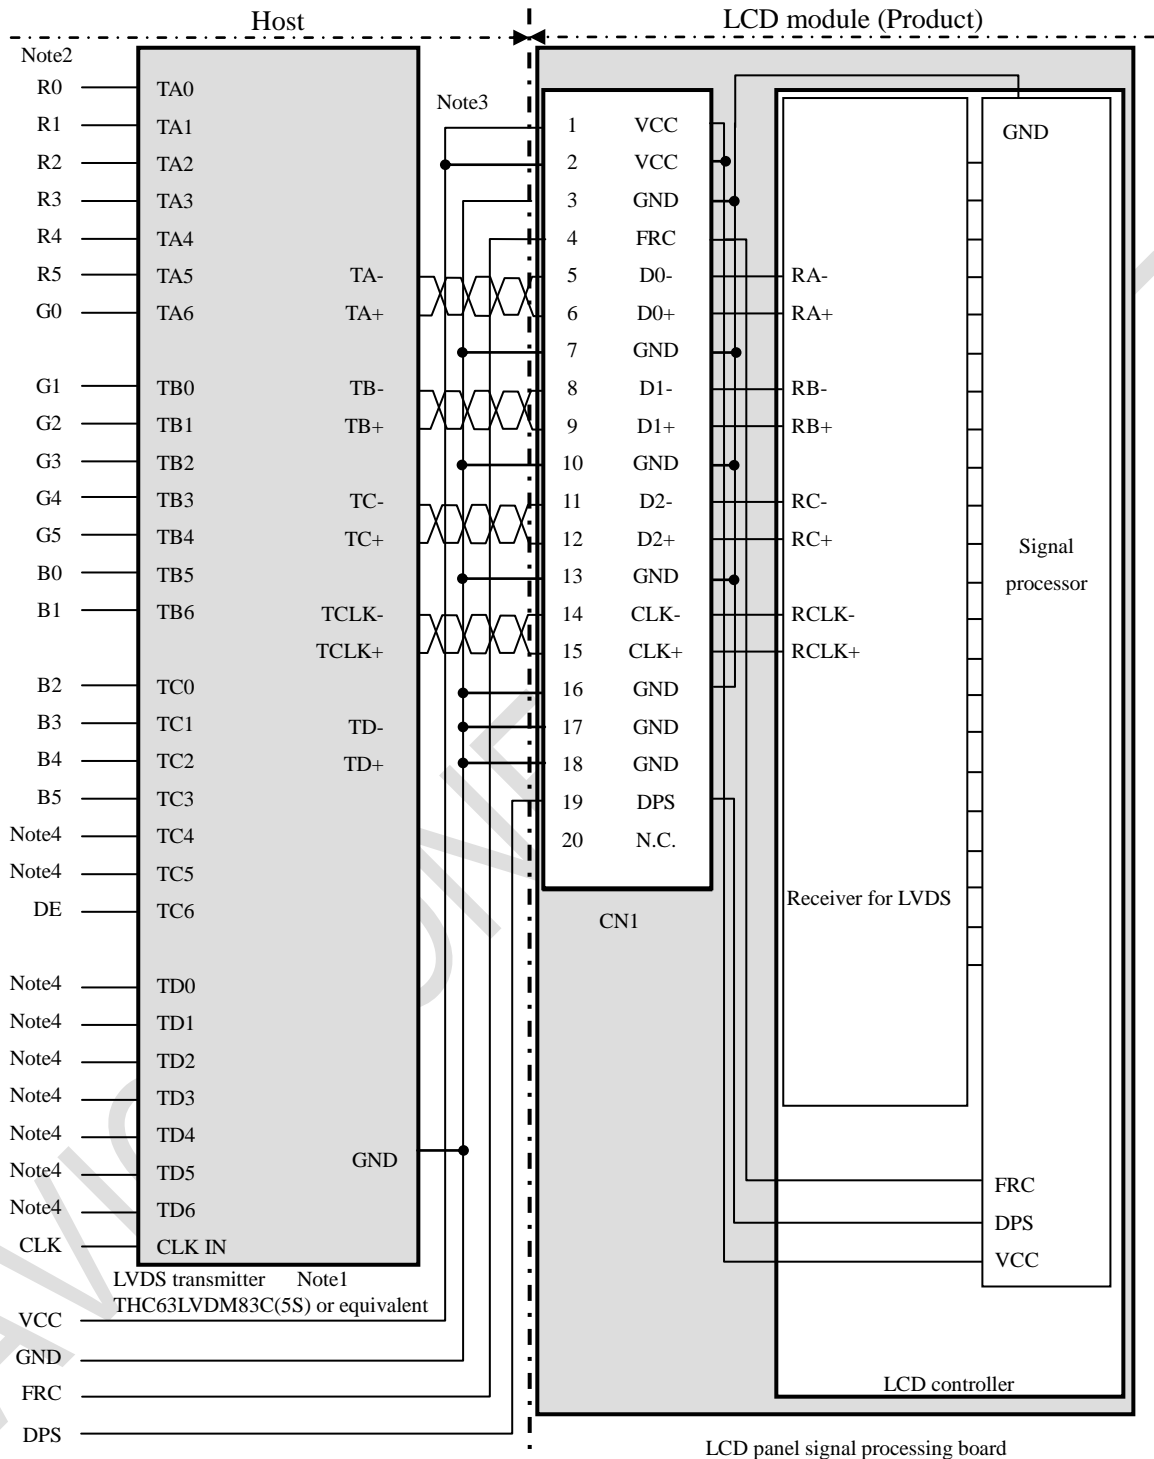 Host
LCD module (Product)
Note2
R0 TA0
R1 TA1
R2 TA2
R3 TA3
R4 TA4
R5 TA5 TA-
G0 TA6 TA+
G1 TB0 TB-
G2 TB1 TB+
G3 TB2
G4 TB3 TC-
G5 TB4 TC+
B0 TB5
B1 TB6 TCLK-
TCLK+
B2 TC0
B3 TC1 TD-
B4 TC2 TD+
B5 TC3
Note4 TC4
Note4 TC5
DE TC6
Note4 TD0
Note4 TD1
Note4 TD2
Note4 TD3
Note4 TD4
GND
Note4 TD5
Note4 TD6
CLK CLK IN
LVDS transmitter Note1
THC63LVDM83C(5S) or equivalent
VCC
GND
FRC
DPS
Note3
1 VCC
2 VCC
3 GND
4 FRC
5 D0-
6 D0+
7 GND
8 D1-
9 D1+
10 GND
11 D2-
12 D2+
13 GND
14 CLK-
15 CLK+
16 GND
17 GND
18 GND
19 DPS
20 N.C.
CN1
RA-
RA+
RB-
RB+
RC-
RC+
RCLK-
RCLK+
Receiver for LVDS
GND
Signal
processor
FRC
DPS
VCC
LCD controller
LCD panel signal processing board